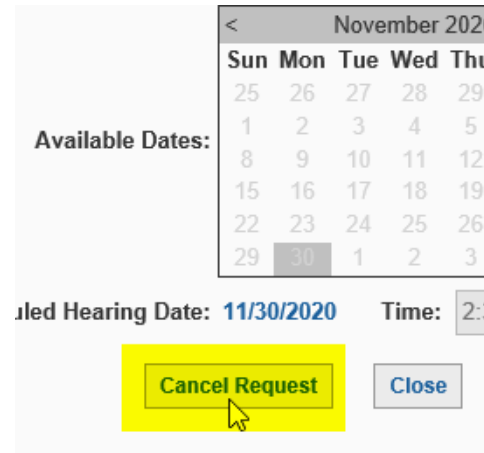 < November 202
Sun Mon Tue Wed Thu
25 26 27 28 29
1 2 3 4 5
Available Dates:
8 9 10 11 12
15 16 17 18 19
22 23 24 25 26
29 30 1 2 3
uled Hearing Date: 11/30/2020 Time: 2:
Cancel Request Close